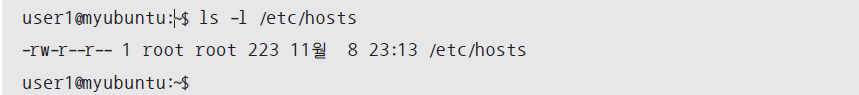 user1@myubuntu:~$ ls -l /etc/hosts
-rw-r--r-- 1 root root 223 11월  8 23:13 /etc/hosts
user1@myubuntu:~$